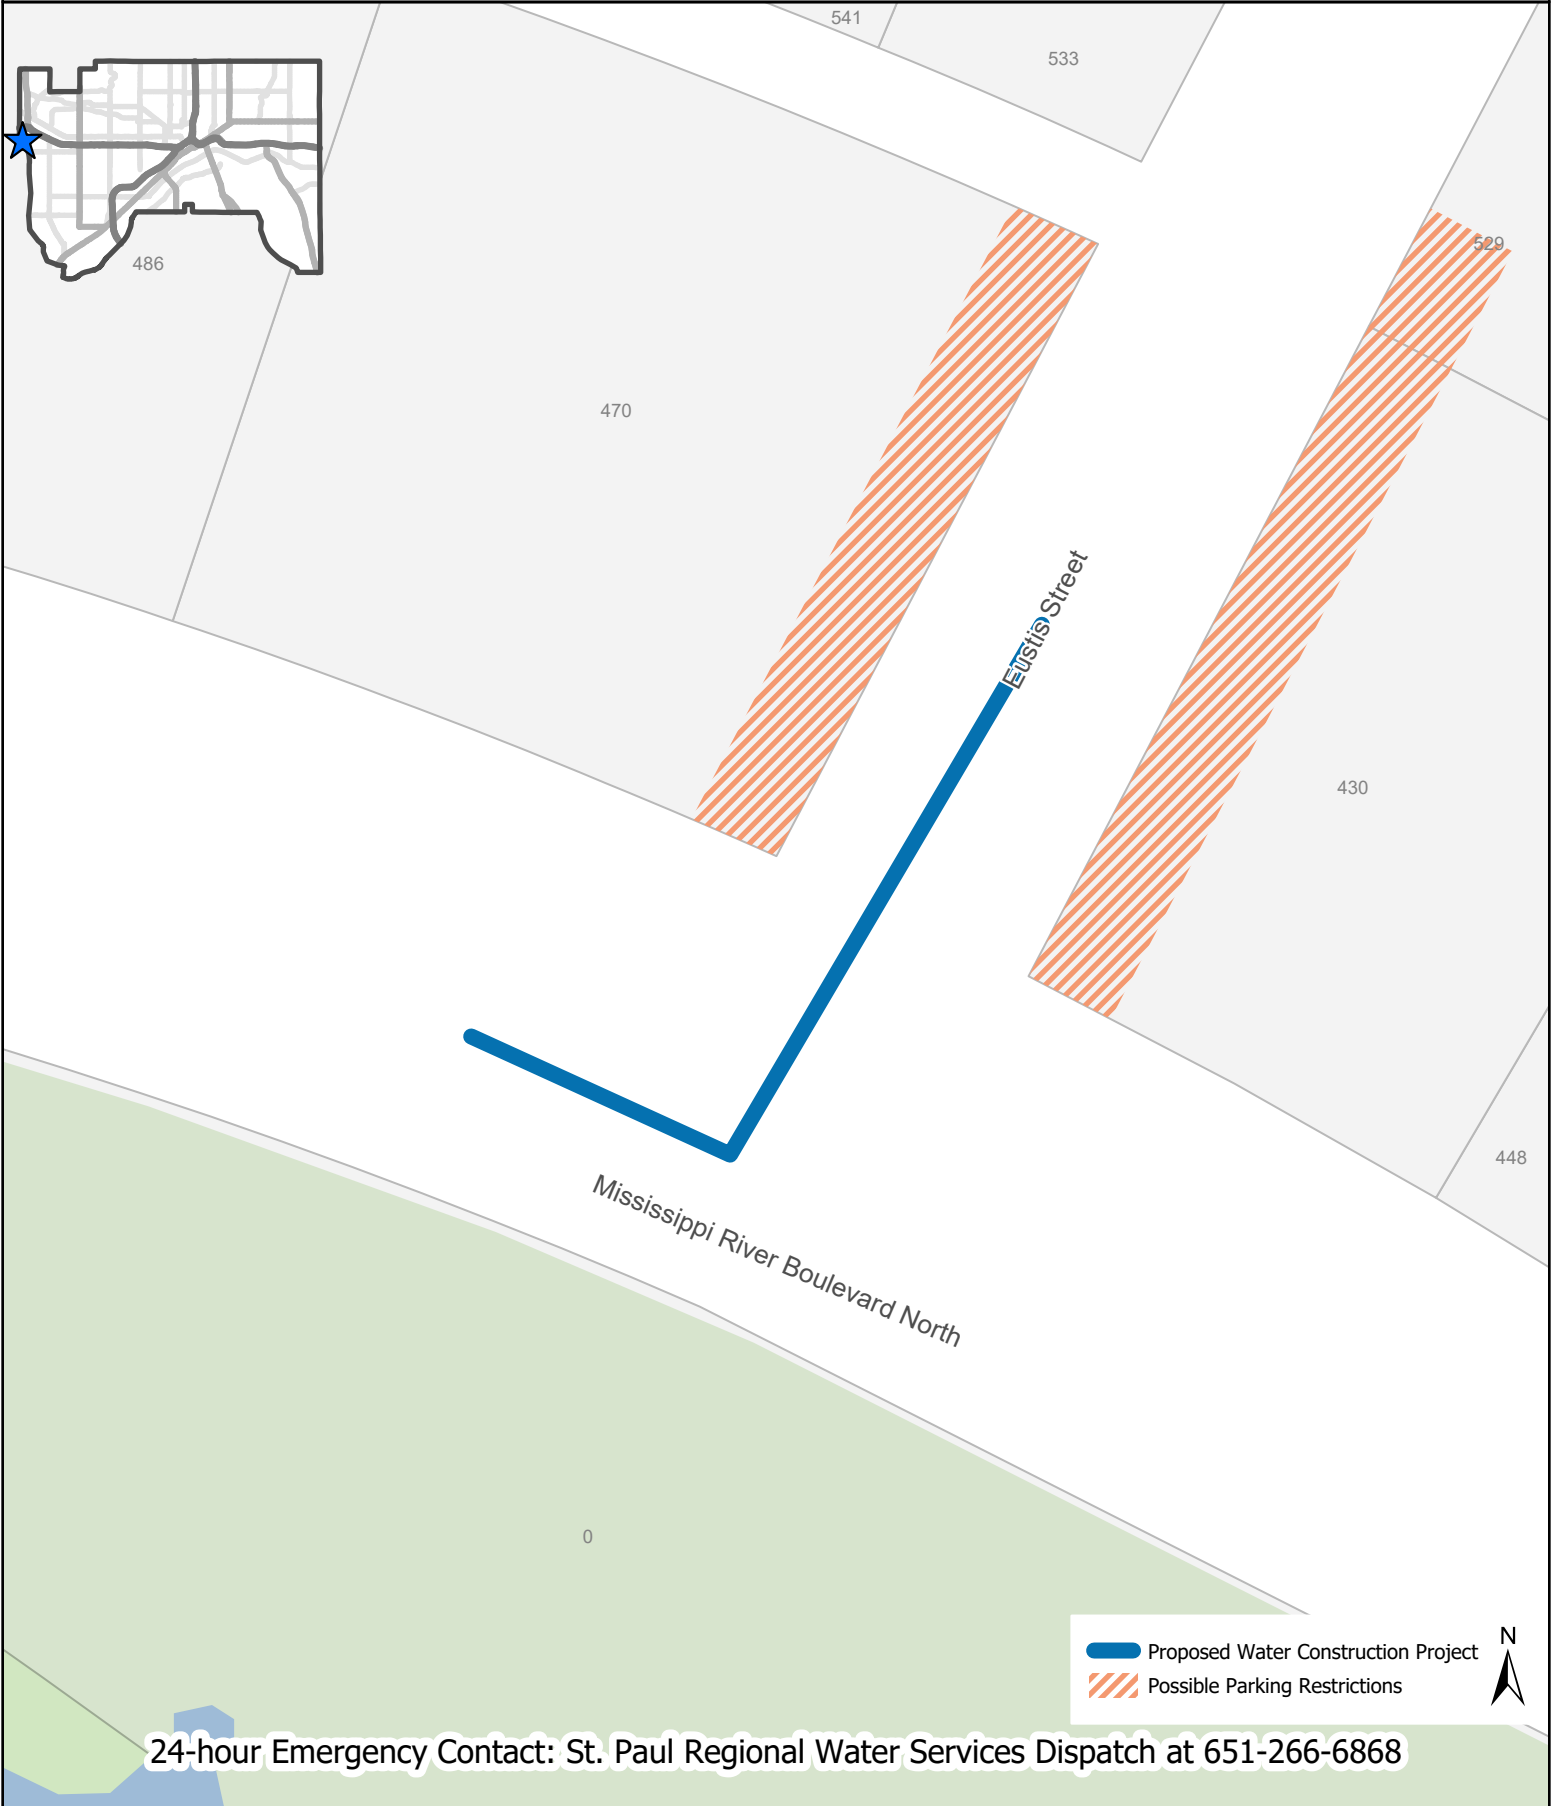 541
533
529
486
470
Eustis Street
430
448
Mississippi River Boulevard North
0
N
Proposed Water Construction Project
Possible Parking Restrictions
24-hour Emergency Contact: St. Paul Regional Water Services Dispatch at 651-266-6868